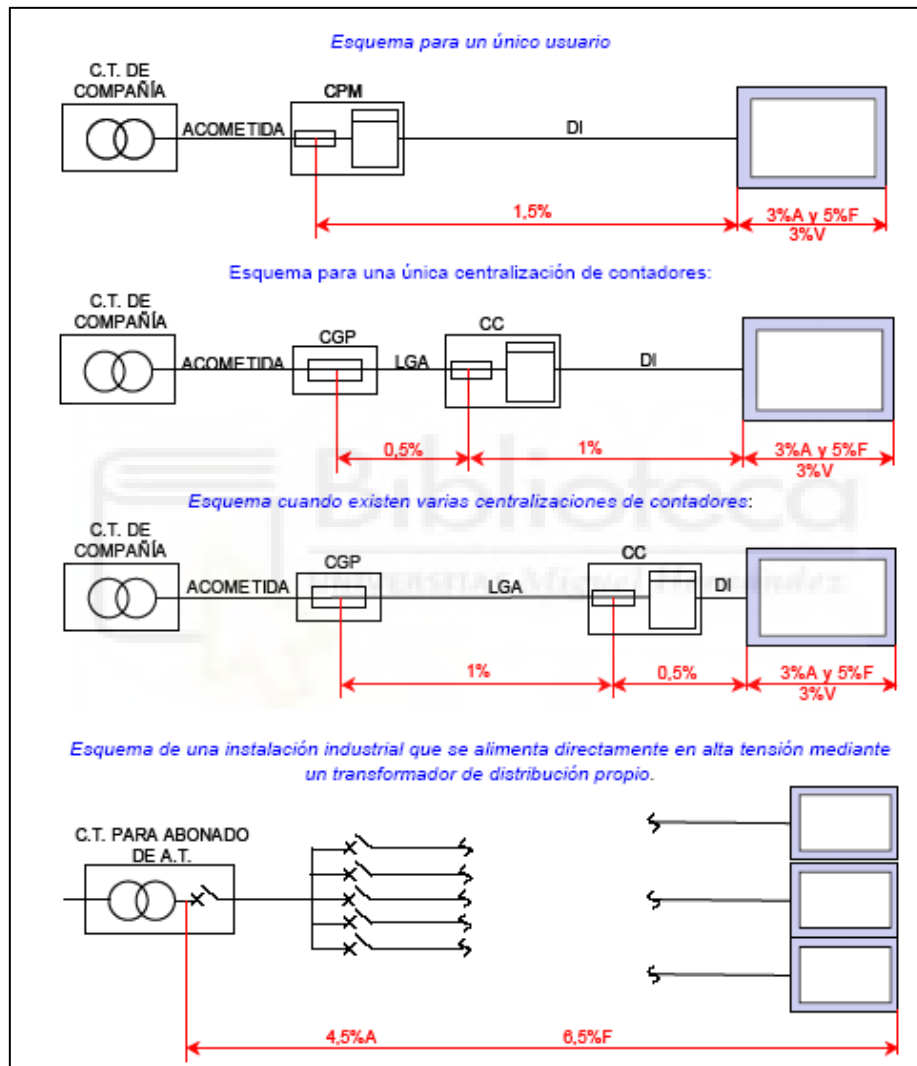 Esquema para un único usuario
C.T. DE
COMPAÑÍA
ACOMETIDA
CPM
DI
1,5%
3%A y 5%F
3%V
Esquema para una única centralización de contadores:
C.T. DE
COMPAÑÍA
ACOMETIDA
CGP
LGA
CC
DI
0,5%
1%
3%A y 5%F
3%V
Biblioteca
UNIVERSITAS Miguel Hernández
Esquema cuando existen varias centralizaciones de contadores:
C.T. DE
COMPAÑÍA
ACOMETIDA
CGP
LGA
CC
DI
1%
0,5%
3%A y 5%F
3%V
Esquema de una instalación industrial que se alimenta directamente en alta tensión mediante
un transformador de distribución propio.
C.T. PARA ABONADO
DE A.T.
4,5%A
6,5%F